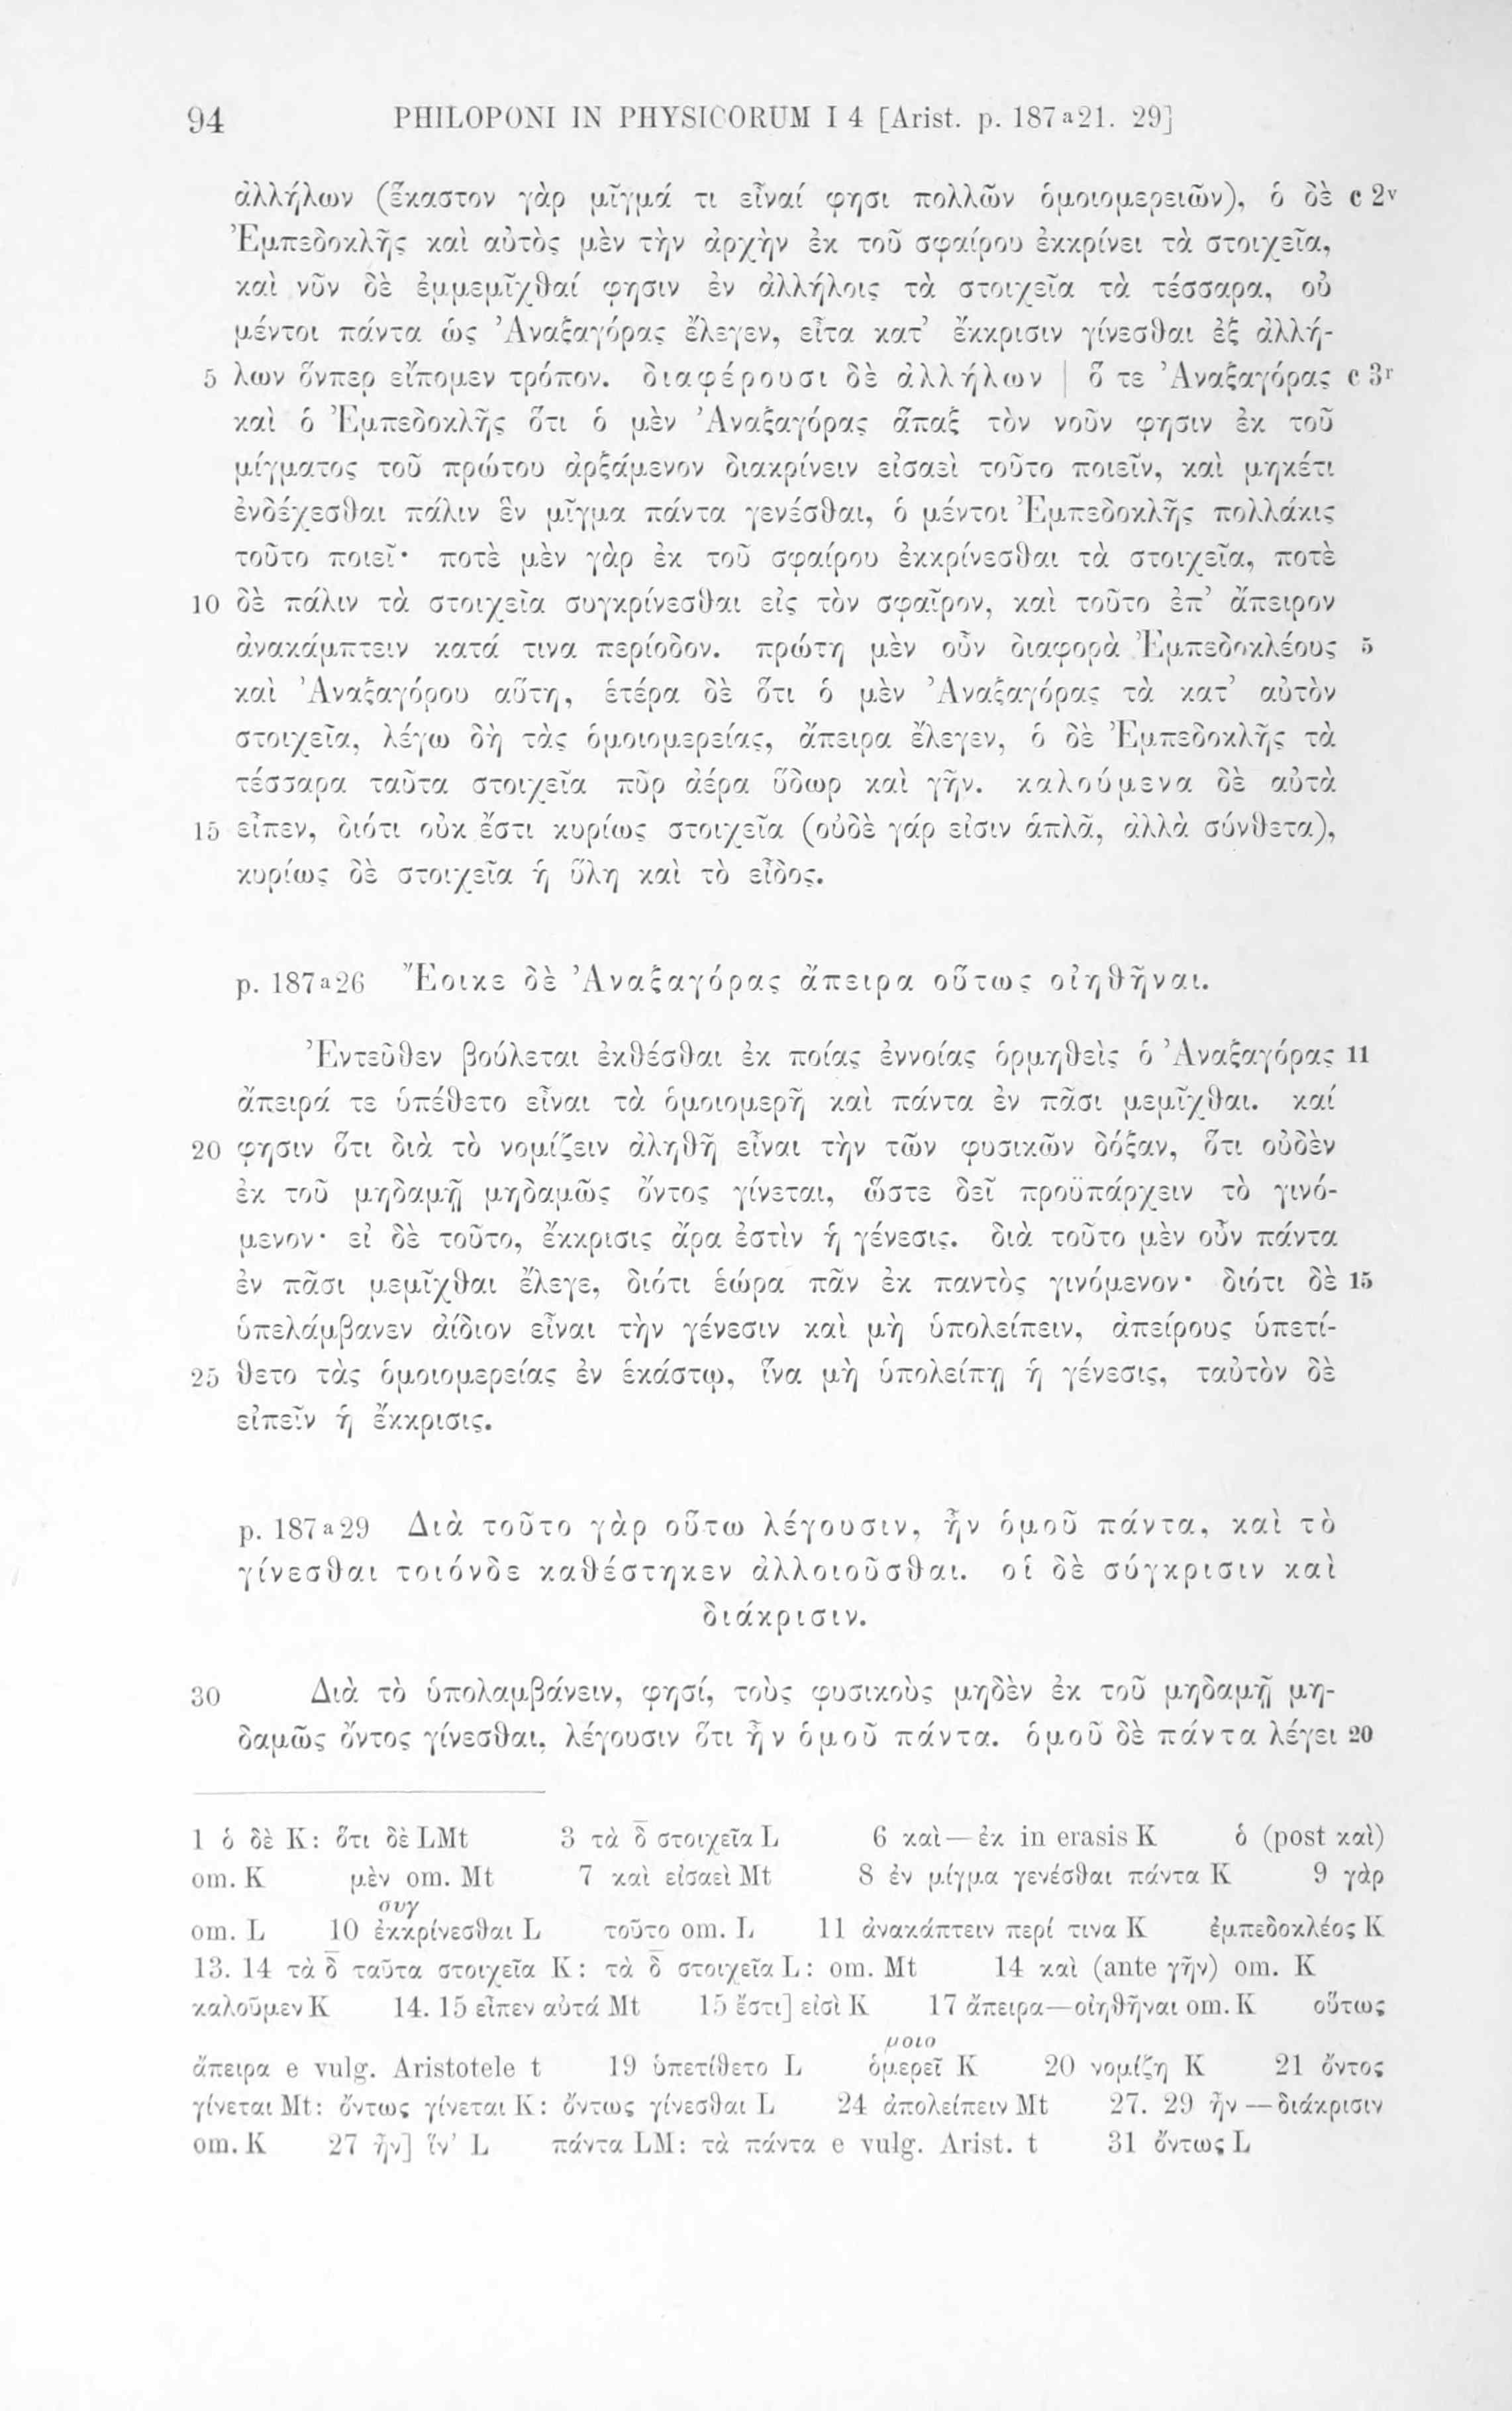 94 PHILOPONI IN PHYSICORUM I 4 [Arist. p. 187 a 21. 29]
ἀλλήλων (ἕκαστον γὰρ μῖγμά τι εἶναί φησι πολλῶν ὁμοιομερειῶν), ὁ δὲ c 2v
Ἐμπεδοκλῆς καὶ αὐτὸς μὲν τὴν ἀρχὴν ἐκ τοῦ σφαίρου ἐκκρίνει τὰ στοιχεῖα,
καὶ νῦν δὲ ἐμμεμῖχθαί φησιν ἐν ἀλλήλοις τὰ στοιχεῖα τὰ τέσσαρα, οὐ
μέντοι πάντα ὡς Ἀναξαγόρας ἔλεγεν, εἶτα κατ’ ἔκκρισιν γίνεσθαι ἐξ ἀλλή-
5 λων ὅνπερ εἴπομεν τρόπον. διαφέρουσι δὲ ἀλλήλων | ὅ τε Ἀναξαγόρας c 3r
καὶ ὁ Ἐμπεδοκλῆς ὅτι ὁ μὲν Ἀναξαγόρας ἅπαξ τὸν νοῦν φησιν ἐκ τοῦ
μίγματος τοῦ πρώτου ἀρξάμενον διακρίνειν εἰσαεὶ τοῦτο ποιεῖν, καὶ μηκέτι
ἐνδέχεσθαι πάλιν ἓν μῖγμα πάντα γενέσθαι, ὁ μέντοι Ἐμπεδοκλῆς πολλάκις
τοῦτο ποιεῖ· ποτὲ μὲν γὰρ ἐκ τοῦ σφαίρου ἐκκρίνεσθαι τὰ στοιχεῖα, ποτὲ
10 δὲ πάλιν τὰ στοιχεῖα συγκρίνεσθαι εἰς τὸν σφαῖρον, καὶ τοῦτο ἐπ’ ἄπειρον
ἀνακάμπτειν κατά τινα περίοδον. πρώτη μὲν οὖν διαφορὰ Ἐμπεδοκλέους 5
καὶ Ἀναξαγόρου αὕτη, ἑτέρα δὲ ὅτι ὁ μὲν Ἀναξαγόρας τὰ κατ’ αὐτὸν
στοιχεῖα, λέγω δὴ τὰς ὁμοιομερείας, ἄπειρα ἔλεγεν, ὁ δὲ Ἐμπεδοκλῆς τὰ
τέσσαρα ταῦτα στοιχεῖα πῦρ ἀέρα ὕδωρ καὶ γῆν. καλούμενα δὲ αὐτὰ
15 εἶπεν, διότι οὐκ ἔστι κυρίως στοιχεῖα (οὐδὲ γάρ εἰσιν ἁπλᾶ, ἀλλὰ σύνθετα),
κυρίως δὲ στοιχεῖα ἡ ὕλη καὶ τὸ εἶδος.
p. 187 a 26 Ἔοικε δὲ Ἀναξαγόρας ἄπειρα οὕτως οἰηθῆναι.
Ἐντεῦθεν βούλεται ἐκθέσθαι ἐκ ποίας ἐννοίας ὁρμηθεὶς ὁ Ἀναξαγόρας 11
ἄπειρά τε ὑπέθετο εἶναι τὰ ὁμοιομερῆ καὶ πάντα ἐν πᾶσι μεμῖχθαι. καί
20 φησιν ὅτι διὰ τὸ νομίζειν ἀληθῆ εἶναι τὴν τῶν φυσικῶν δόξαν, ὅτι οὐδὲν
ἐκ τοῦ μηδαμῇ μηδαμῶς ὄντος γίνεται, ὥστε δεῖ προϋπάρχειν τὸ γινό-
μενον· εἰ δὲ τοῦτο, ἔκκρισις ἄρα ἐστὶν ἡ γένεσις. διὰ τοῦτο μὲν οὖν πάντα
ἐν πᾶσι μεμῖχθαι ἔλεγε, διότι ἑώρα πᾶν ἐκ παντὸς γινόμενον· διότι δὲ 15
ὑπελάμβανεν ἀίδιον εἶναι τὴν γένεσιν καὶ μὴ ὑπολείπειν, ἀπείρους ὑπετί-
25 θετο τὰς ὁμοιομερείας ἐν ἑκάστῳ, ἵνα μὴ ὑπολείπῃ ἡ γένεσις, ταὐτὸν δὲ
εἰπεῖν ἡ ἔκκρισις.
p. 187 a 29 Διὰ τοῦτο γὰρ οὕτω λέγουσιν, ἦν ὁμοῦ πάντα, καὶ τὸ
γίνεσθαι τοιόνδε καθέστηκεν ἀλλοιοῦσθαι. οἱ δὲ σύγκρισιν καὶ
διάκρισιν.
30 Διὰ τὸ ὑπολαμβάνειν, φησί, τοὺς φυσικοὺς μηδὲν ἐκ τοῦ μηδαμῇ μη-
δαμῶς ὄντος γίνεσθαι, λέγουσιν ὅτι ἦν ὁμοῦ πάντα. ὁμοῦ δὲ πάντα λέγει 20
1 ὁ δὲ K: ὅτι δὲ LMt 3 τὰ δ̅ στοιχεῖα L 6 καὶ—ἐκ in erasis K ὁ (post καὶ)
om. K μὲν om. Mt 7 καὶ εἰσαεὶ Mt 8 ἐν μίγμα γενέσθαι πάντα K 9 γὰρ
συγ
om. L 10 ἐκκρίνεσθαι L τοῦτο om. L 11 ἀνακάπτειν περί τινα K ἐμπεδοκλέος K
13. 14 τὰ δ̅ ταῦτα στοιχεῖα K: τὰ δ̅ στοιχεῖα L: om. Mt 14 καὶ (ante γῆν) om. K
καλοῦμεν K 14. 15 εἶπεν αὐτά Mt 15 ἔστι] εἰσὶ K 17 ἄπειρα—οἰηθῆναι om. K οὕτως
μοιο
ἄπειρα e vulg. Aristotele t 19 ὑπετίθετο L ὁμερεῖ K 20 νομίζη K 21 ὄντος
γίνεται Mt: ὄντως γίνεται K: ὄντως γίνεσθαι L 24 ἀπολείπειν Mt 27. 29 ἦν—διάκρισιν
om. K 27 ἦν] ἵν’ L πάντα LM: τὰ πάντα e vulg. Arist. t 31 ὄντως L